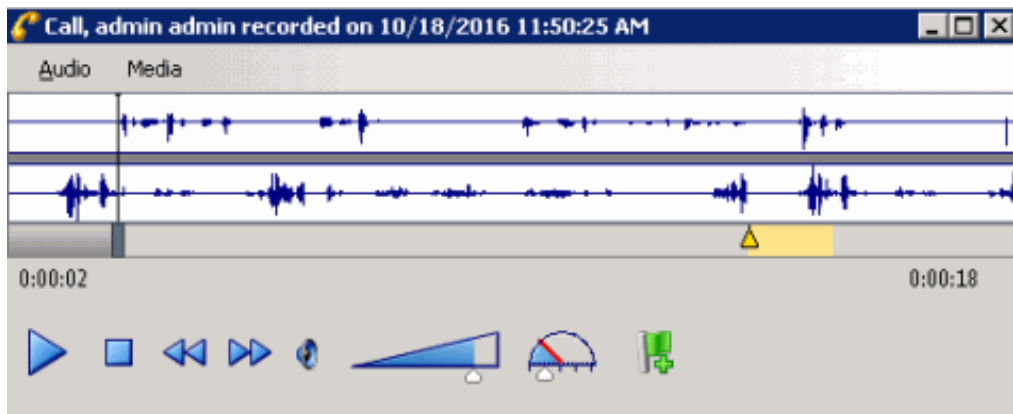 Call, admin admin recorded on 10/18/2016 11:50:25 AM
Audio Media
0:00:02 0:00:18